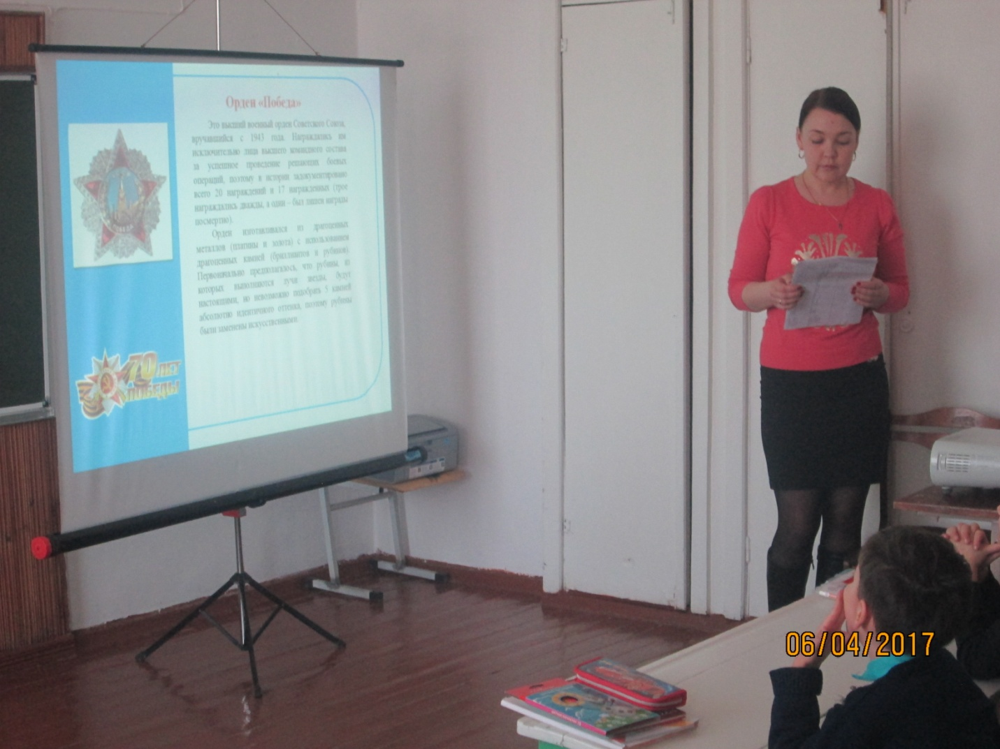 Орден «Победа»
Это высший военный орден Советского Союза,
вручавшийся с 1943 года. Награждались им
исключительно лица высшего командного состава
за успешное проведение решающих боевых
операций, поэтому в истории задокументировано
всего 20 награждений и 17 награжденных (трое
награждались дважды, а один – был лишен награды
посмертно).
Орден изготавливался из драгоценных
металлов (платины и золота) с использованием
драгоценных камней (бриллиантов и рубинов).
Первоначально предполагалось, что рубины, из
которых выполняются лучи звезды, будут
настоящими, но невозможно подобрать 5 камней
абсолютно идентичного оттенка, поэтому рубины
были заменены искусственными.
ПОБЕДА
70 ЛЕТ
ПОБЕДЫ
06/04/2017